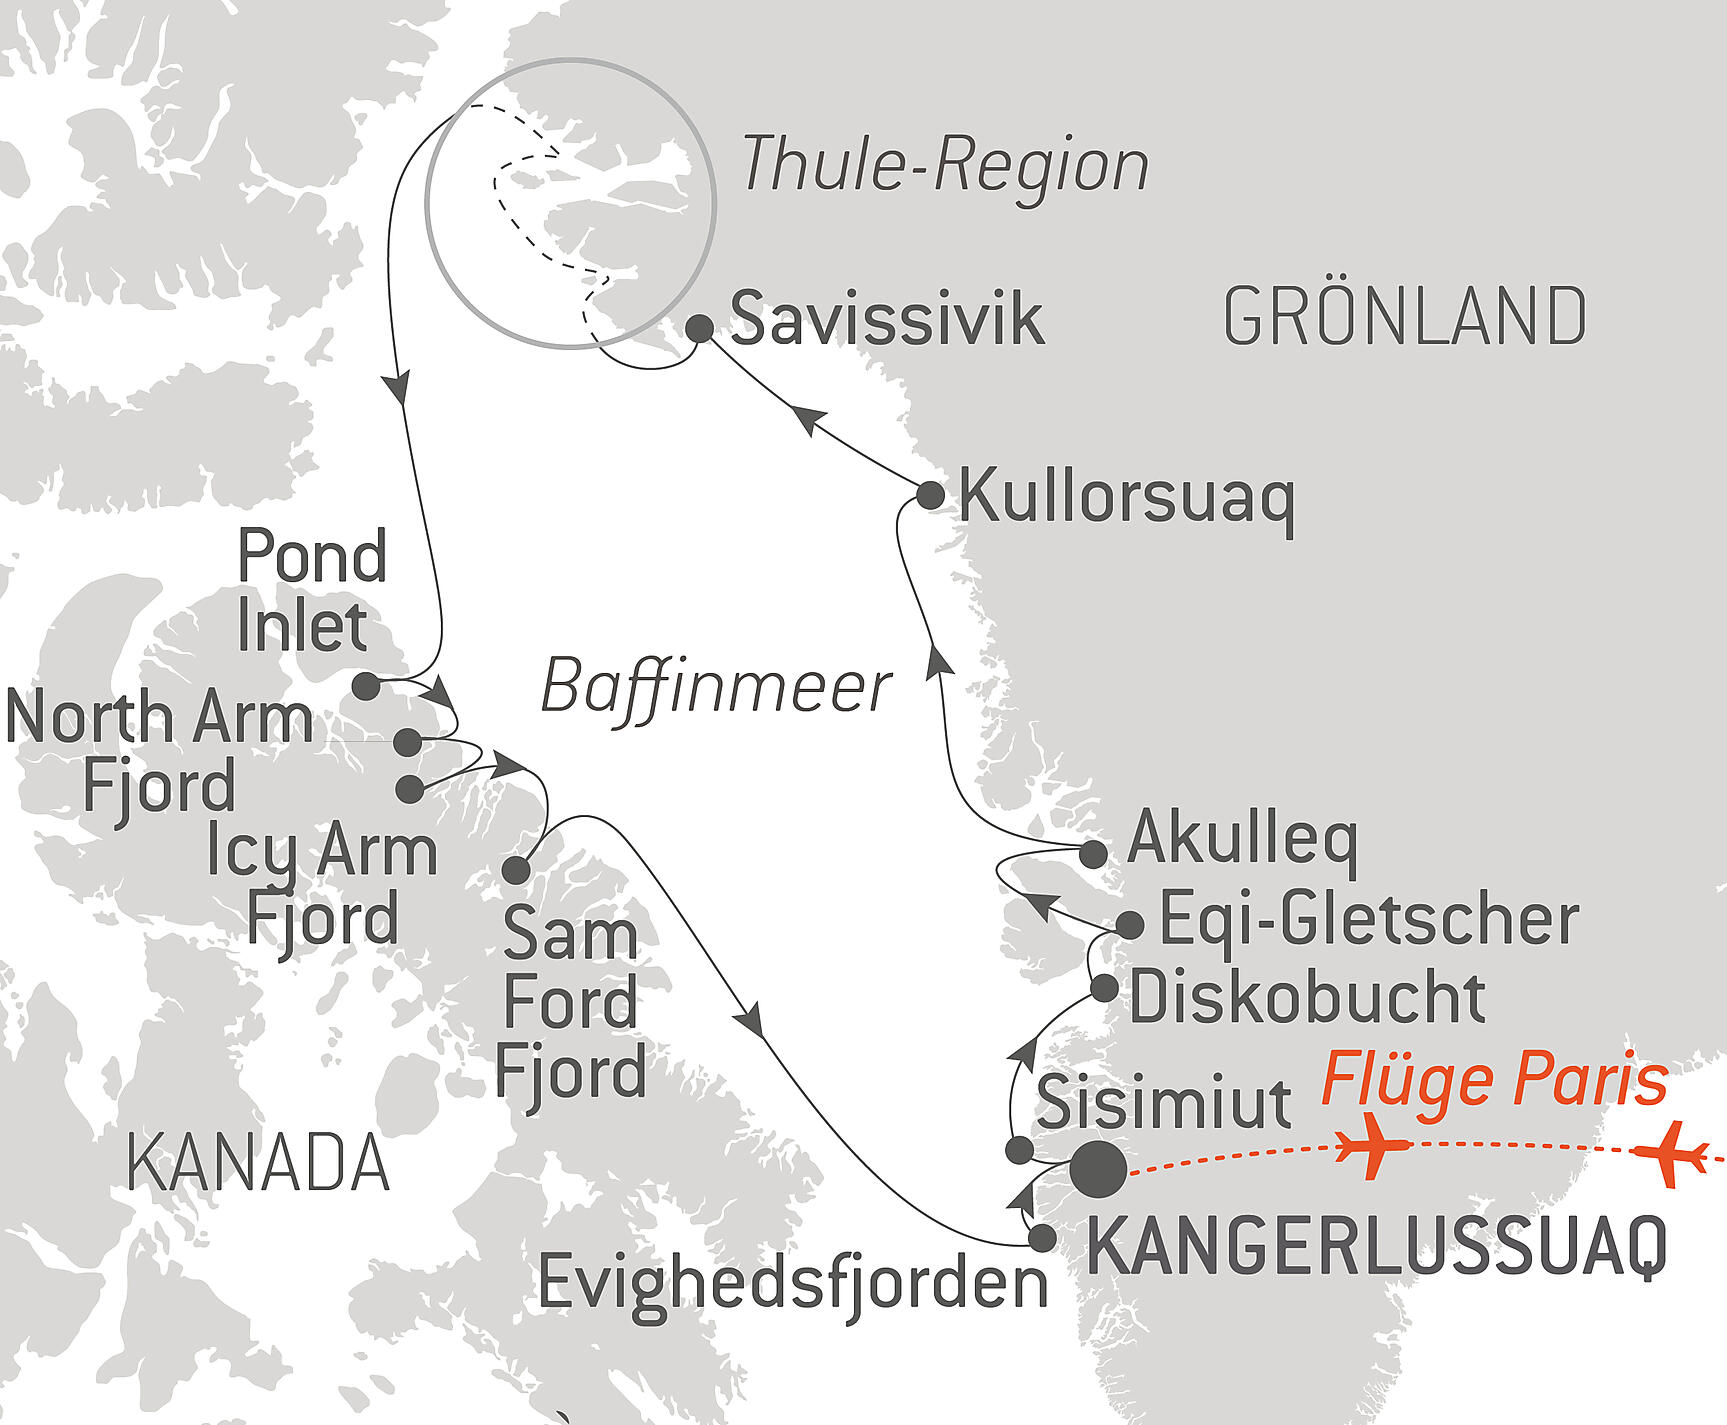 Thule-Region
Savissivik
GRÖNLAND
Kullorsuaq
Pond
Inlet
Baffinmeer
North Arm
Fjord
Icy Arm
Fjord
Akulleq
Eqi-Gletscher
Sam
Ford
Fjord
Diskobucht
Flüge Paris
Sisimiut
KANADA
KANGERLUSSUAQ
Evighedsfjorden